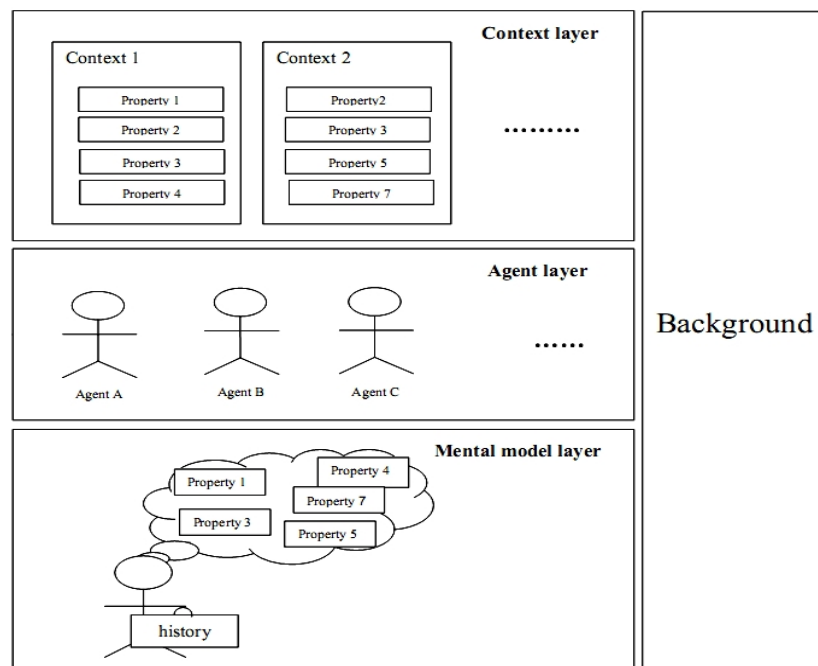 Context layer
Context 1
Property 1
Property 2
Property 3
Property 4
Context 2
Property2
Property 3
Property 5
Property 7
.........
Agent layer
Agent A
Agent B
Agent C
......
Mental model layer
Property 1
Property 4
Property 7
Property 3
Property 5
history
Background